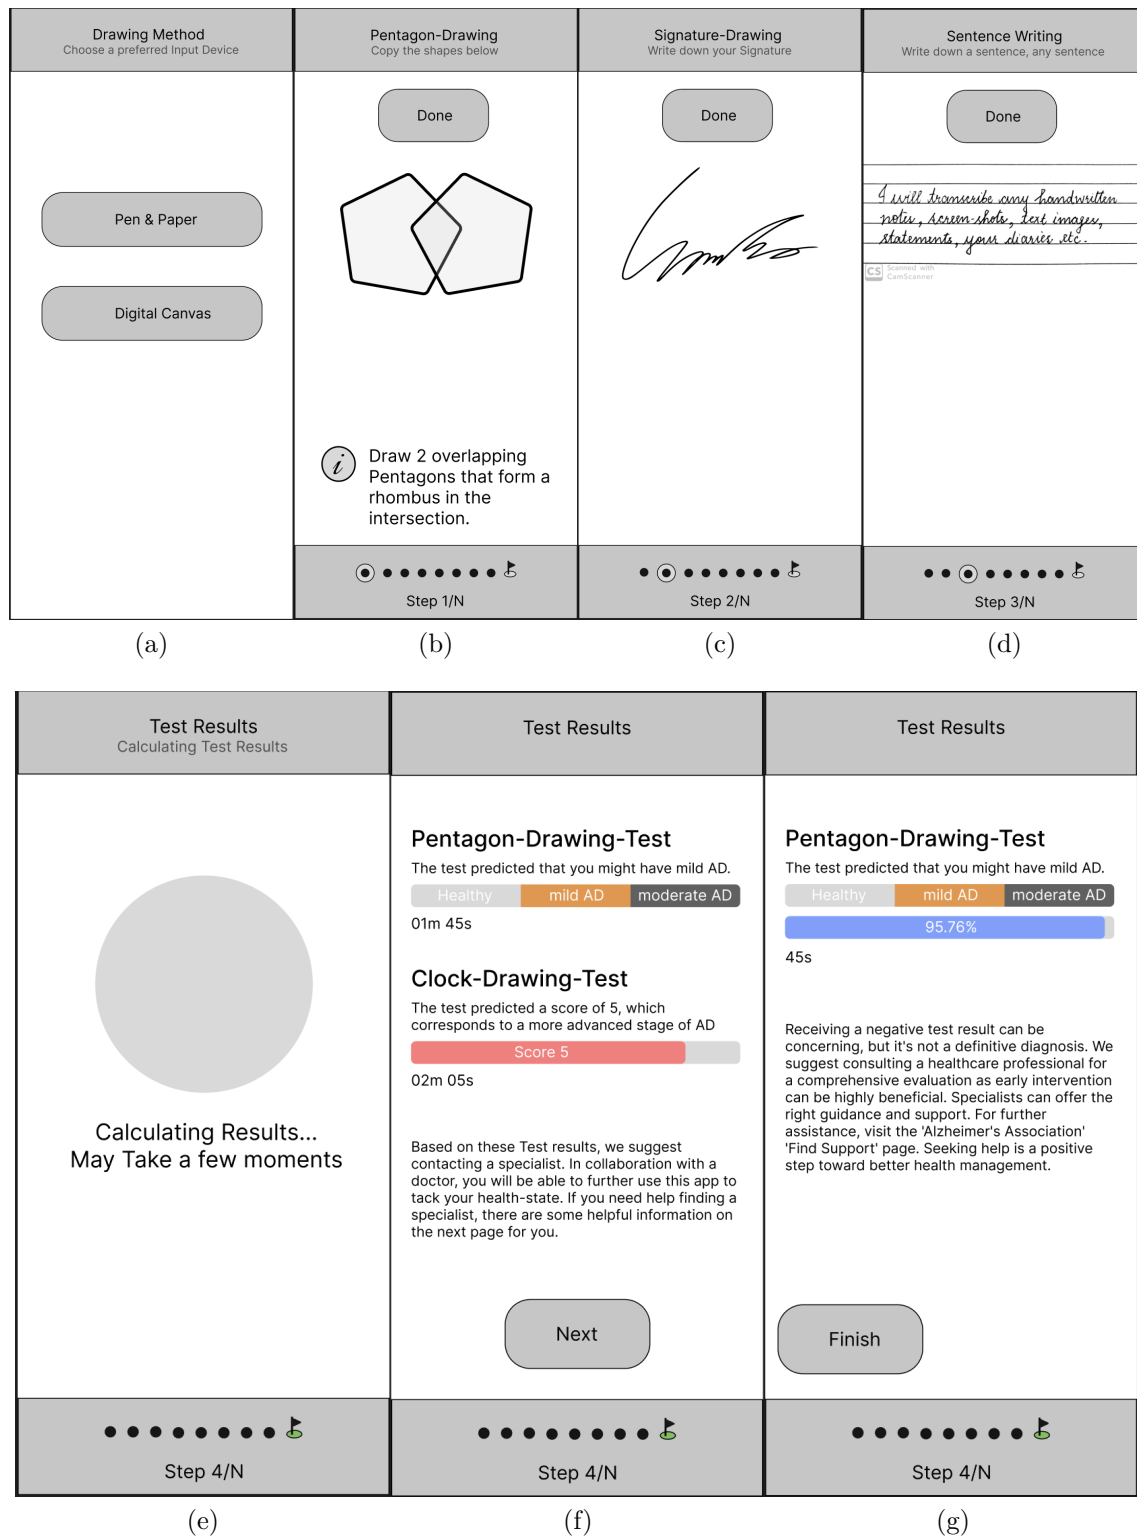 Drawing Method
Choose a preferred Input Device
Pen & Paper
Digital Canvas
(a)
Pentagon-Drawing
Copy the shapes below
Done
i
Draw 2 overlapping
Pentagons that form a
rhombus in the
intersection.
Step 1/N
(b)
Signature-Drawing
Write down your Signature
Done
Step 2/N
(c)
Sentence Writing
Write down a sentence, any sentence
Done
I will transcribe any handwritten
notes, screen-shots, text images,
statements, your diaries etc.
CS Scanned with
CamScanner
Step 3/N
(d)
Test Results
Calculating Test Results
Calculating Results...
May Take a few moments
Step 4/N
(e)
Test Results
Pentagon-Drawing-Test
The test predicted that you might have mild AD.
Healthy mild AD moderate AD
01m 45s
Clock-Drawing-Test
The test predicted a score of 5, which
corresponds to a more advanced stage of AD
Score 5
02m 05s
Based on these Test results, we suggest
contacting a specialist. In collaboration with a
doctor, you will be able to further use this app to
tack your health-state. If you need help finding a
specialist, there are some helpful information on
the next page for you.
Next
Step 4/N
(f)
Test Results
Pentagon-Drawing-Test
The test predicted that you might have mild AD.
Healthy mild AD moderate AD
95.76%
45s
Receiving a negative test result can be
concerning, but it's not a definitive diagnosis. We
suggest consulting a healthcare professional for
a comprehensive evaluation as early intervention
can be highly beneficial. Specialists can offer the
right guidance and support. For further
assistance, visit the 'Alzheimer's Association'
'Find Support' page. Seeking help is a positive
step toward better health management.
Finish
Step 4/N
(g)